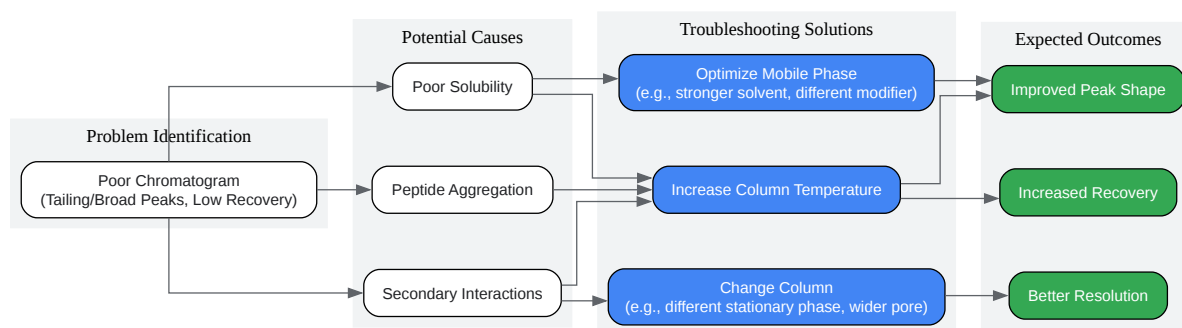 Problem Identification
Poor Chromatogram
(Tailing/Broad Peaks, Low Recovery)
Potential Causes
Poor Solubility
Peptide Aggregation
Secondary Interactions
Troubleshooting Solutions
Optimize Mobile Phase
(e.g., stronger solvent, different modifier)
Increase Column Temperature
Change Column
(e.g., different stationary phase, wider pore)
Expected Outcomes
Improved Peak Shape
Increased Recovery
Better Resolution